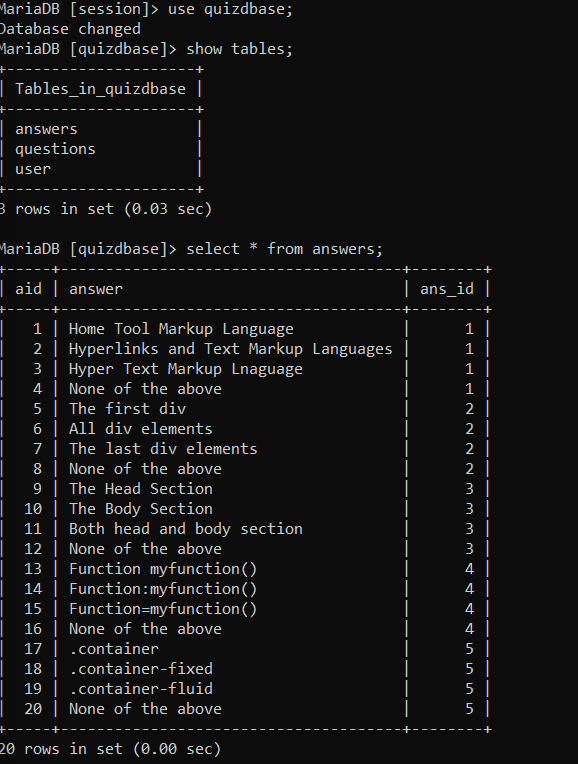 MariaDB [session]> use quizdbase;
Database changed
MariaDB [quizdbase]> show tables;
+---------------------+
| Tables_in_quizdbase |
+---------------------+
| answers             |
| questions           |
| user                |
+---------------------+
3 rows in set (0.03 sec)

MariaDB [quizdbase]> select * from answers;
+-----+--------------------------------------+--------+
| aid | answer                               | ans_id |
+-----+--------------------------------------+--------+
|   1 | Home Tool Markup Language            |      1 |
|   2 | Hyperlinks and Text Markup Languages |      1 |
|   3 | Hyper Text Markup Lnaguage           |      1 |
|   4 | None of the above                    |      1 |
|   5 | The first div                        |      2 |
|   6 | All div elements                     |      2 |
|   7 | The last div elements                |      2 |
|   8 | None of the above                    |      2 |
|   9 | The Head Section                     |      3 |
|  10 | The Body Section                     |      3 |
|  11 | Both head and body section           |      3 |
|  12 | None of the above                    |      3 |
|  13 | Function myfunction()                |      4 |
|  14 | Function:myfunction()                |      4 |
|  15 | Function=myfunction()                |      4 |
|  16 | None of the above                    |      4 |
|  17 | .container                           |      5 |
|  18 | .container-fixed                     |      5 |
|  19 | .container-fluid                     |      5 |
|  20 | None of the above                    |      5 |
+-----+--------------------------------------+--------+
20 rows in set (0.00 sec)